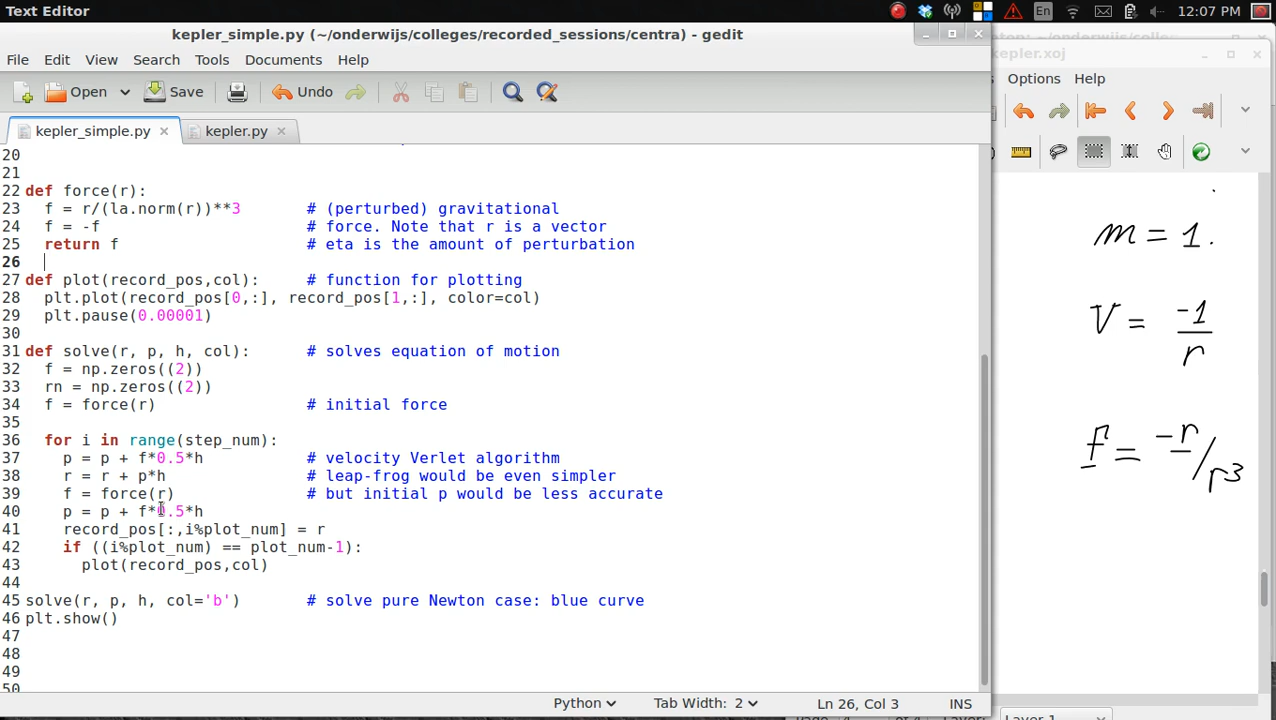 Text Editor
En
12:07 PM
kepler_simple.py (~/onderwijs/colleges/recorded_sessions/centra) - gedit
kepler.xoj
File Edit View Search Tools Documents Help
Options Help
Open Save Undo
kepler_simple.py kepler.py
20
21
22 def force(r):
23 f = r/(la.norm(r))**3 # (perturbed) gravitational
24 f = -f # force. Note that r is a vector
25 return f # eta is the amount of perturbation
26
27 def plot(record_pos,col): # function for plotting
28 plt.plot(record_pos[0,:], record_pos[1,:], color=col)
29 plt.pause(0.00001)
30
31 def solve(r, p, h, col): # solves equation of motion
32 f = np.zeros((2))
33 rn = np.zeros((2))
34 f = force(r) # initial force
35
36 for i in range(step_num):
37 p = p + f*0.5*h # velocity Verlet algorithm
38 r = r + p*h # leap-frog would be even simpler
39 f = force(r) # but initial p would be less accurate
40 p = p + f*0.5*h
41 record_pos[:,i%plot_num] = r
42 if ((i%plot_num) == plot_num-1):
43 plot(record_pos,col)
44
45 solve(r, p, h, col='b') # solve pure Newton case: blue curve
46 plt.show()
47
48
49
50
m = 1.
V = -1/r
f = -r/r3
Python Tab Width: 2 Ln 26, Col 3 INS
Layer 1